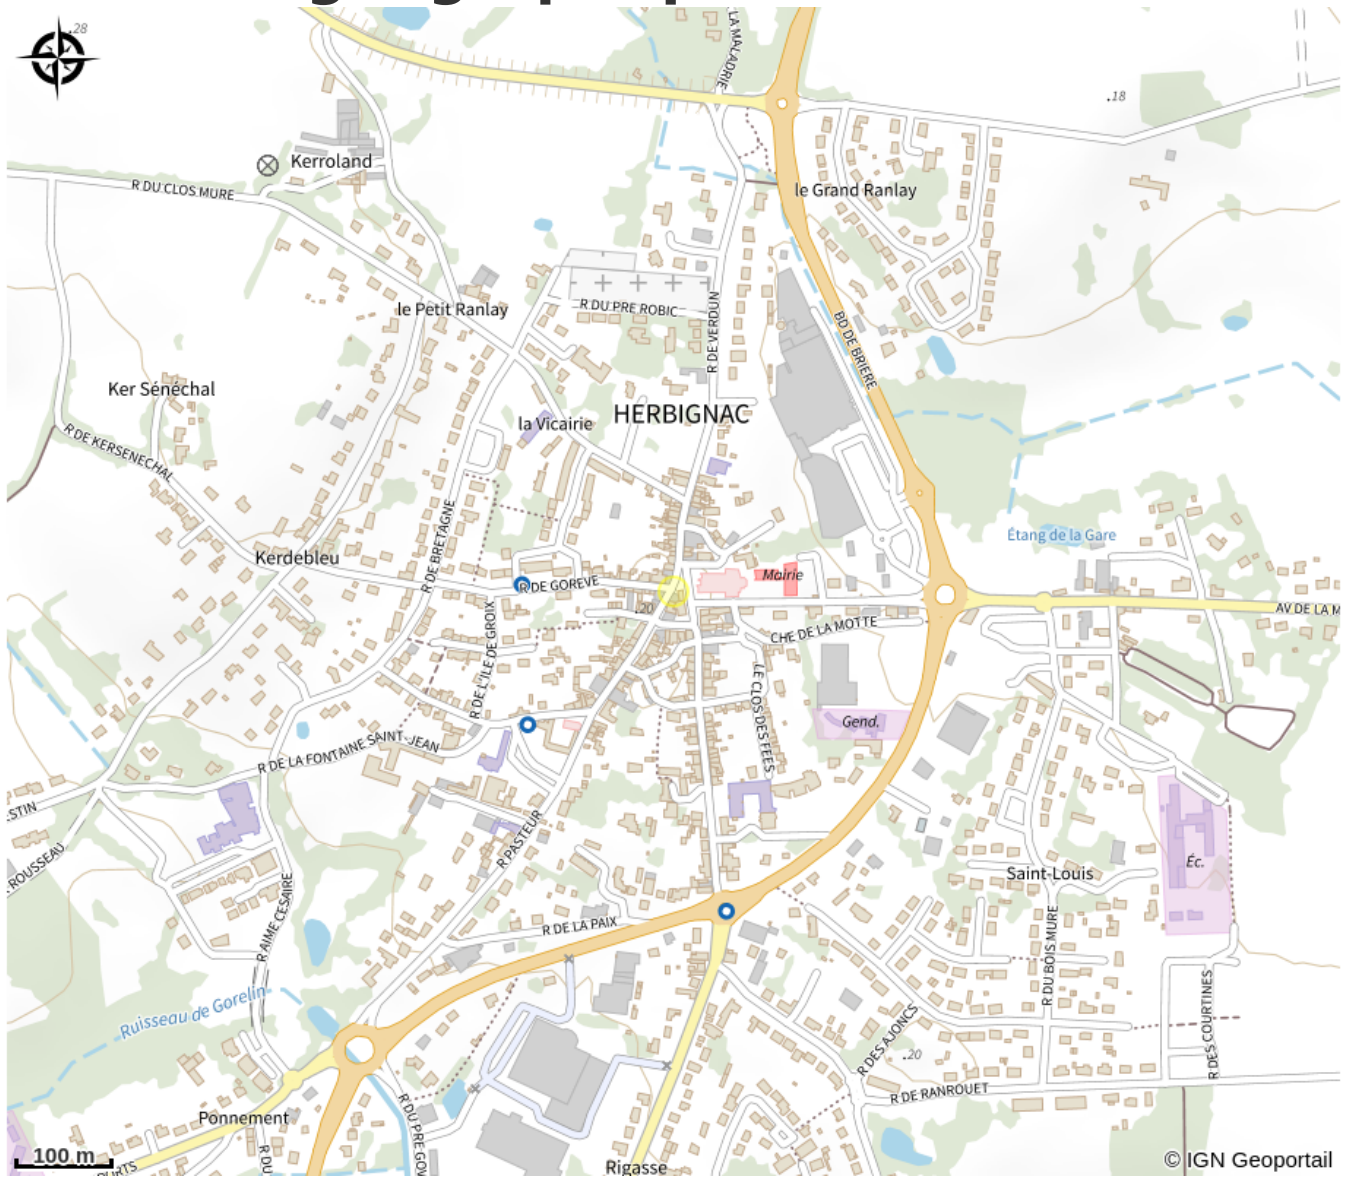 LA MALADRIE
28
18
Kerroland
R DU CLOS MURE
le Grand Ranlay
le Petit Ranlay
R DU PRE ROBIC
R DE VERDUN
BD DE BRIERE
Ker Sénéchal
la Vicairie
HERBIGNAC
R DE KERSENECHAL
R DE BRETAGNE
Étang de la Gare
Kerdebleu
R DE GOREVE
Mairie
20
AV DE LA M
CHE DE LA MOTTE
R DE L'ILE DE GROIX
LE CLOS DES FEES
Gend.
R DE LA FONTAINE SAINT-JEAN
ESTIN
ROUSSEAU
R PASTEUR
Éc.
Saint-Louis
R AIME CESAIRE
R DE LA PAIX
R DU BOIS MURE
R DES COURTINES
Ruisseau de Gorelin
R DES AJONCS
20
R DE RANROUET
Ponnement
R DU PRE GOV
R DU
100 m
URTS
Rigasse
© IGN Geoportail